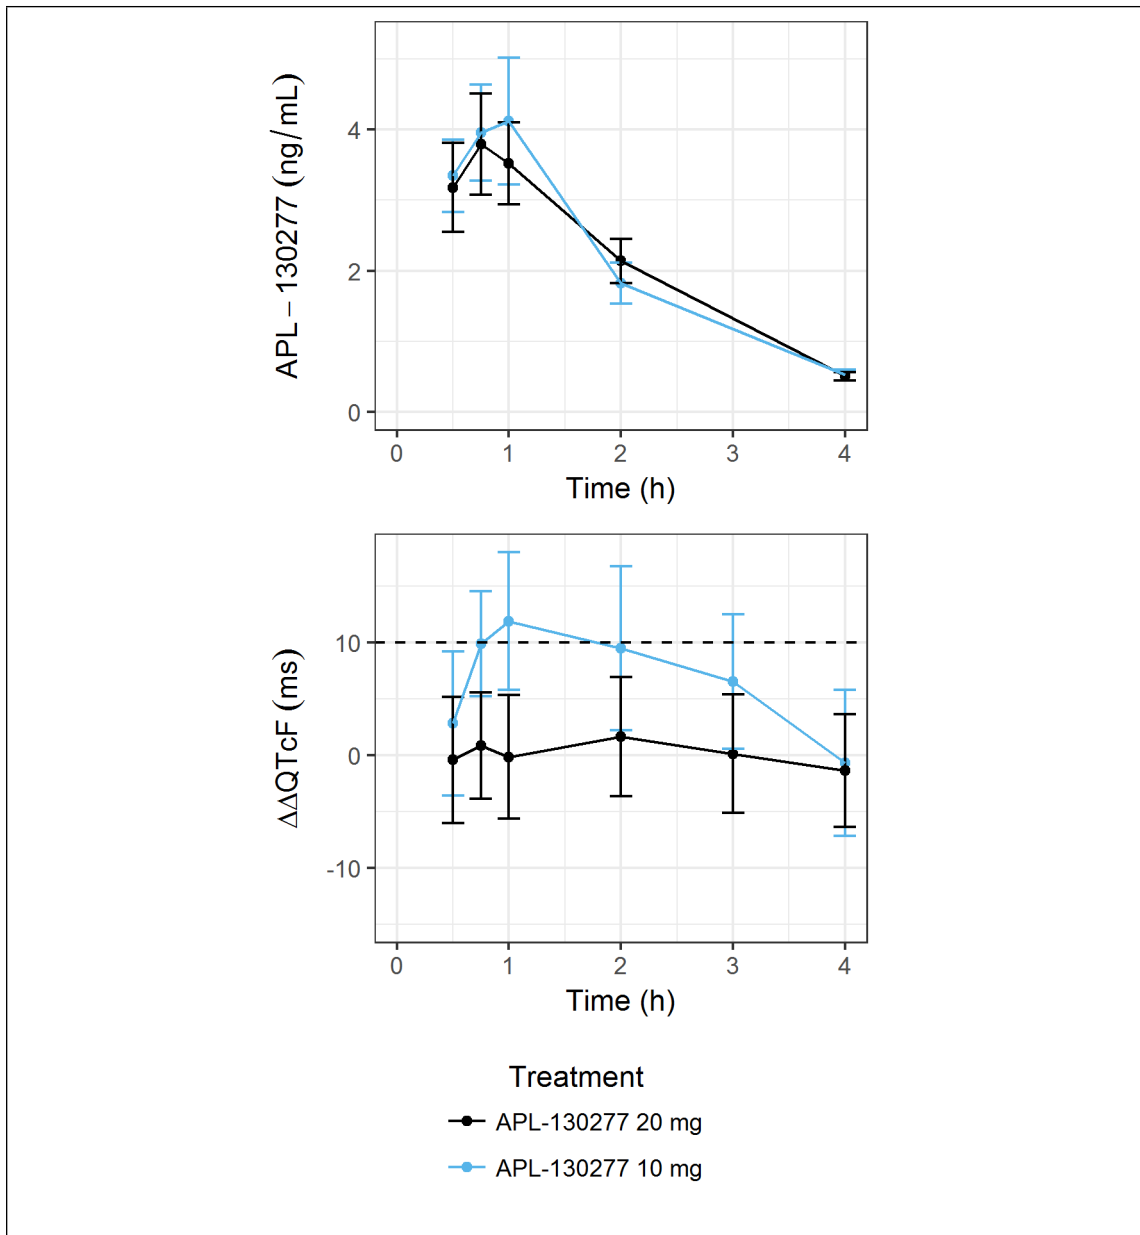 APL − 130277 (ng/mL)
4
2
0
0 1 2 3 4
Time (h)
ΔΔQTcF (ms)
10
0
-10
0 1 2 3 4
Time (h)
Treatment
APL-130277 20 mg
APL-130277 10 mg